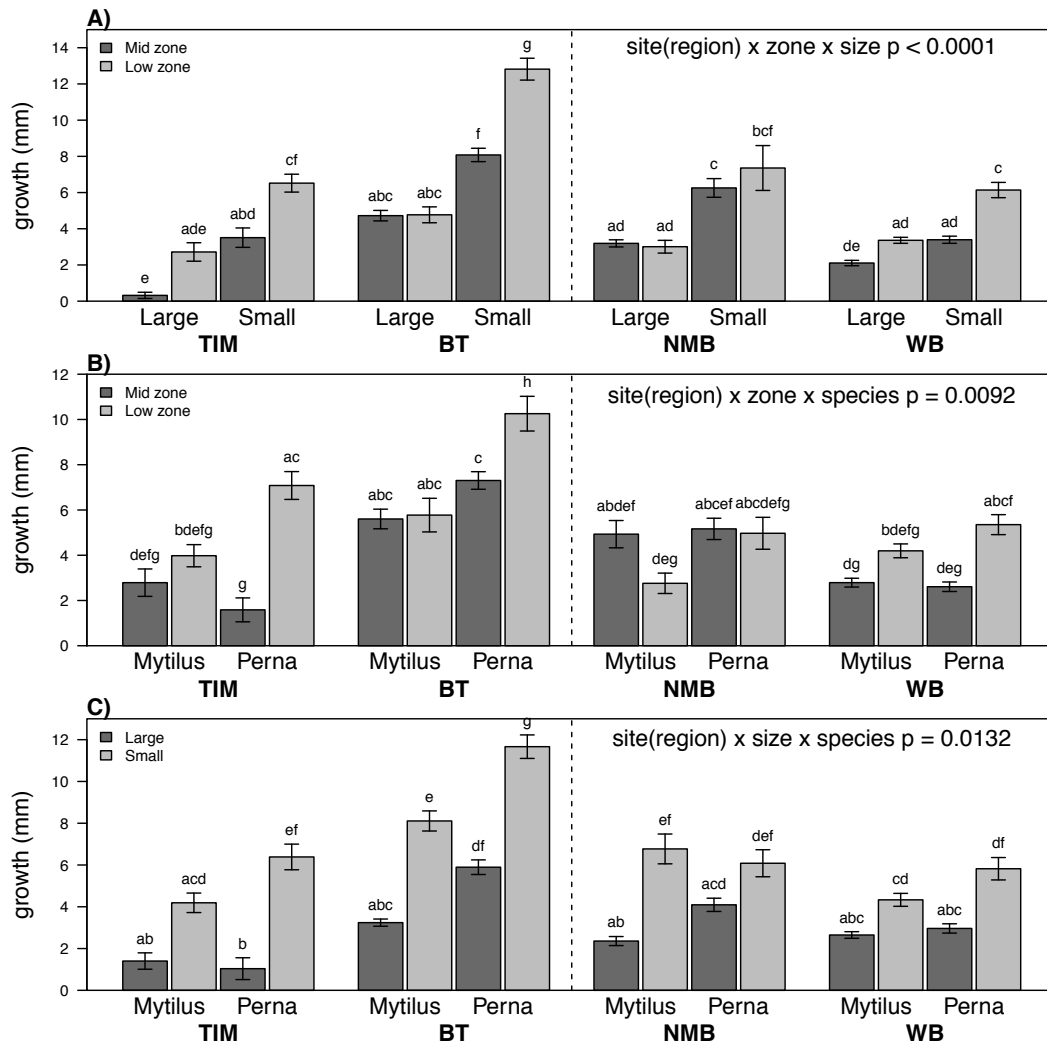 A)
Mid zone
Low zone
site(region) x zone x size p < 0.0001
growth (mm)
14
12
10
8
6
4
2
0
e
ade
abd
cf
abc
abc
f
g
ad
ad
c
bcf
de
ad
ad
c
Large Small Large Small Large Small Large Small
TIM BT NMB WB
B)
Mid zone
Low zone
site(region) x zone x species p = 0.0092
growth (mm)
12
10
8
6
4
2
0
defg
bdefg
g
ac
abc
abc
c
h
abdef
deg
abcef
abcdefg
dg
bdefg
deg
abcf
Mytilus Perna Mytilus Perna Mytilus Perna Mytilus Perna
TIM BT NMB WB
C)
Large
Small
site(region) x size x species p = 0.0132
growth (mm)
12
10
8
6
4
2
0
ab
acd
b
ef
abc
e
df
g
ab
ef
acd
def
abc
cd
abc
df
Mytilus Perna Mytilus Perna Mytilus Perna Mytilus Perna
TIM BT NMB WB